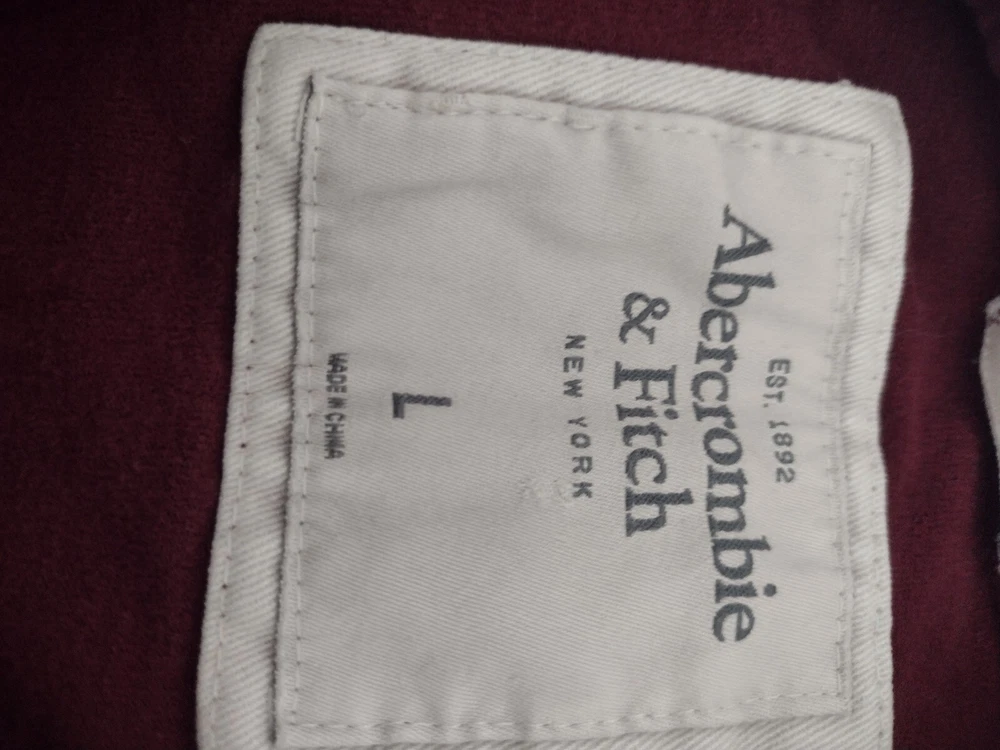 EST. 1892
Abercrombie
& Fitch
NEW YORK
L
MADE IN CHINA